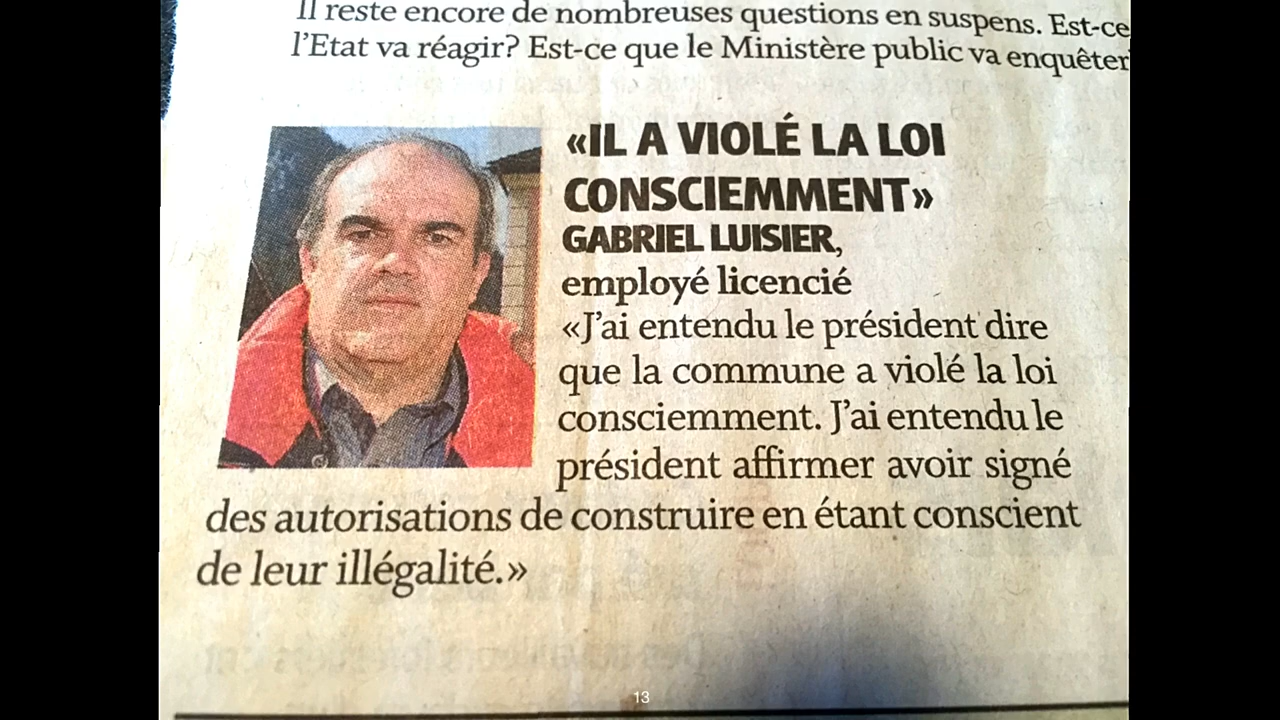 Il reste encore de nombreuses questions en suspens. Est-ce
l'Etat va réagir? Est-ce que le Ministère public va enquêter
«IL A VIOLÉ LA LOI
CONSCIEMMENT»
GABRIEL LUISIER,
employé licencié
«J'ai entendu le président dire
que la commune a violé la loi
consciemment. J'ai entendu le
président affirmer avoir signé
des autorisations de construire en étant conscient
de leur illégalité.»
13